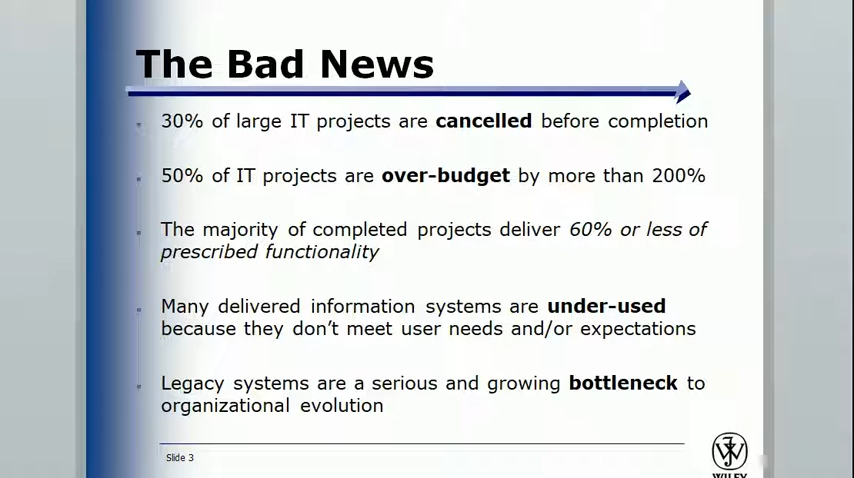 The Bad News
30% of large IT projects are cancelled before completion
50% of IT projects are over-budget by more than 200%
The majority of completed projects deliver 60% or less of
prescribed functionality
Many delivered information systems are under-used
because they don’t meet user needs and/or expectations
Legacy systems are a serious and growing bottleneck to
organizational evolution
Slide 3
WILEY